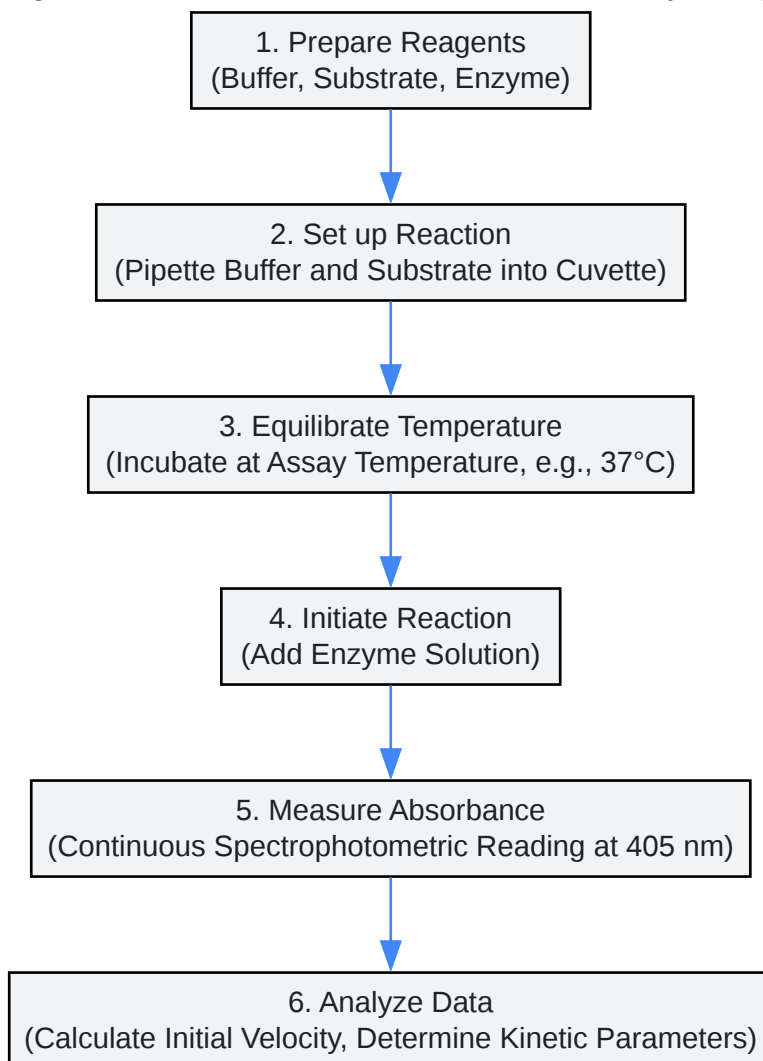 1. Prepare Reagents
(Buffer, Substrate, Enzyme)
2. Set up Reaction
(Pipette Buffer and Substrate into Cuvette)
3. Equilibrate Temperature
(Incubate at Assay Temperature, e.g., 37°C)
4. Initiate Reaction
(Add Enzyme Solution)
5. Measure Absorbance
(Continuous Spectrophotometric Reading at 405 nm)
6. Analyze Data
(Calculate Initial Velocity, Determine Kinetic Parameters)